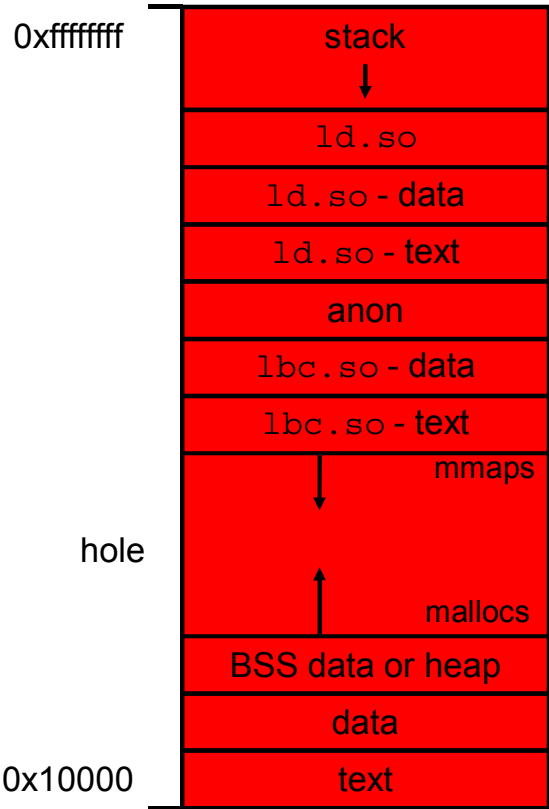 0xffffffff
stack
ld.so
ld.so - data
ld.so - text
anon
lbc.so - data
lbc.so - text
mmaps
hole
mallocs
BSS data or heap
data
0x10000
text